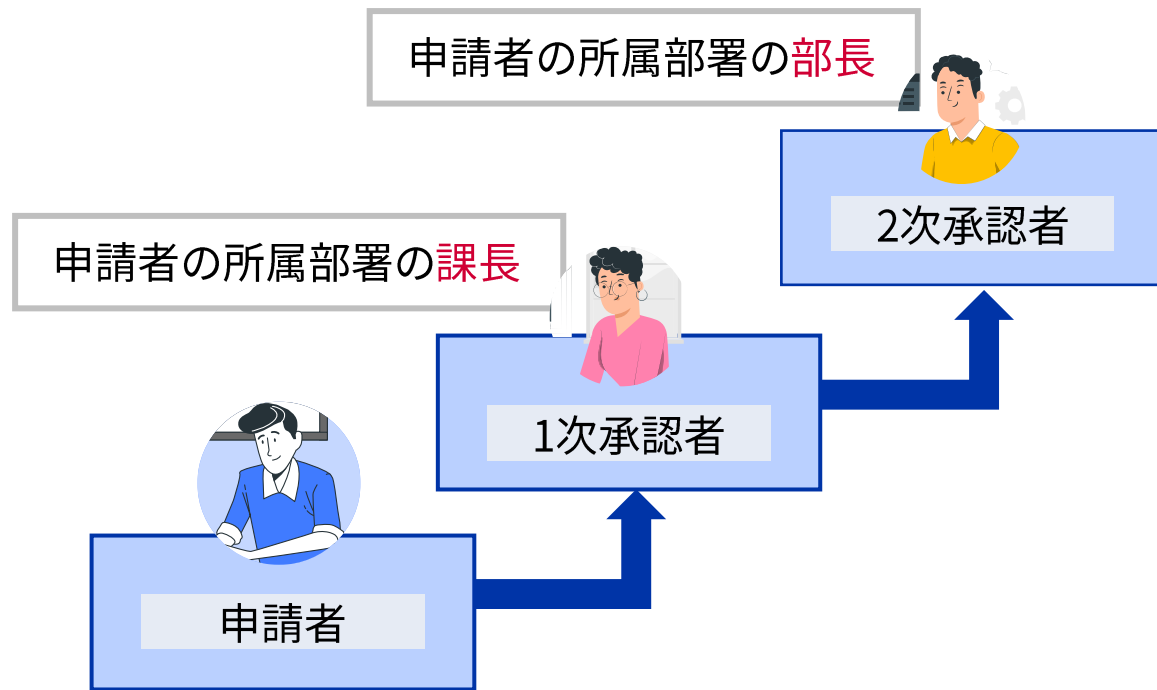 申請者の所属部署の部長
2次承認者
申請者の所属部署の課長
1次承認者
申請者